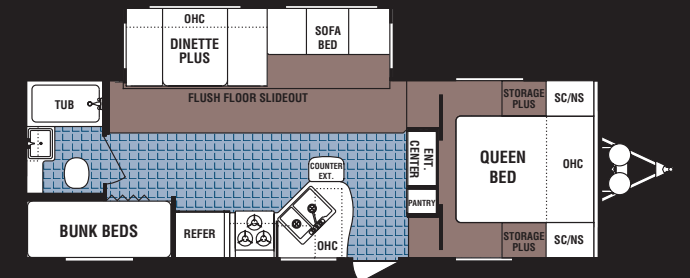 OHC
DINETTE
PLUS
SOFA
BED
FLUSH FLOOR SLIDEOUT
TUB
STORAGE
PLUS
SC/NS
ENT.
CENTER
COUNTER
EXT.
QUEEN
BED
OHC
PANTRY
BUNK BEDS
REFER
OHC
STORAGE
PLUS
SC/NS